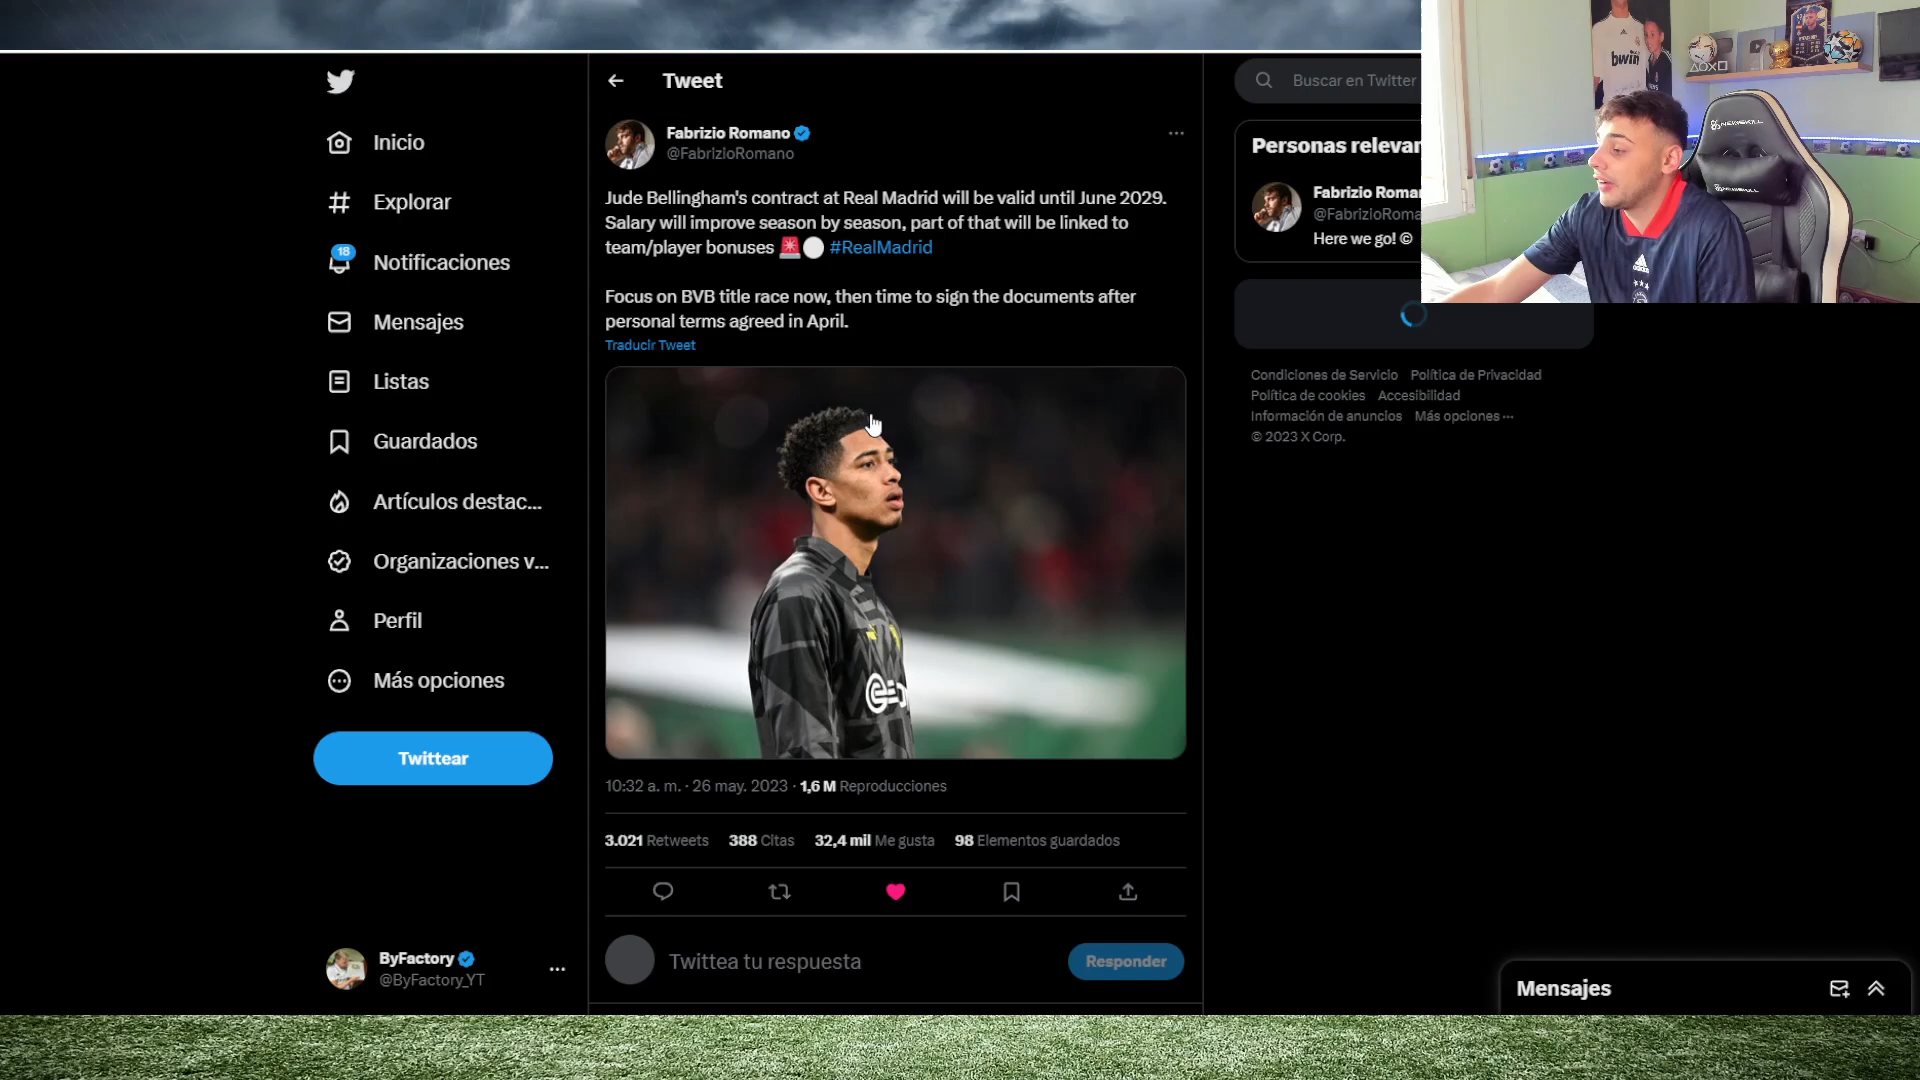 Tweet
Buscar en Twitter
Inicio
Explorar
18
Notificaciones
Mensajes
Listas
Guardados
Artículos destac...
Organizaciones v...
Perfil
Más opciones
Twittear
ByFactory
@ByFactory_YT
Fabrizio Romano
@FabrizioRomano
Jude Bellingham's contract at Real Madrid will be valid until June 2029.
Salary will improve season by season, part of that will be linked to
team/player bonuses 🚨⚪ #RealMadrid
Focus on BVB title race now, then time to sign the documents after
personal terms agreed in April.
Traducir Tweet
10:32 a. m. · 26 may. 2023 · 1,6 M Reproducciones
3.021 Retweets 388 Citas 32,4 mil Me gusta 98 Elementos guardados
Twittea tu respuesta
Responder
Personas relevan
Fabrizio Roma
@FabrizioRoma
Here we go! ©
Condiciones de Servicio Política de Privacidad
Política de cookies Accesibilidad
Información de anuncios Más opciones ···
© 2023 X Corp.
Mensajes
bwin
NEWSKILL
NEWSKILL